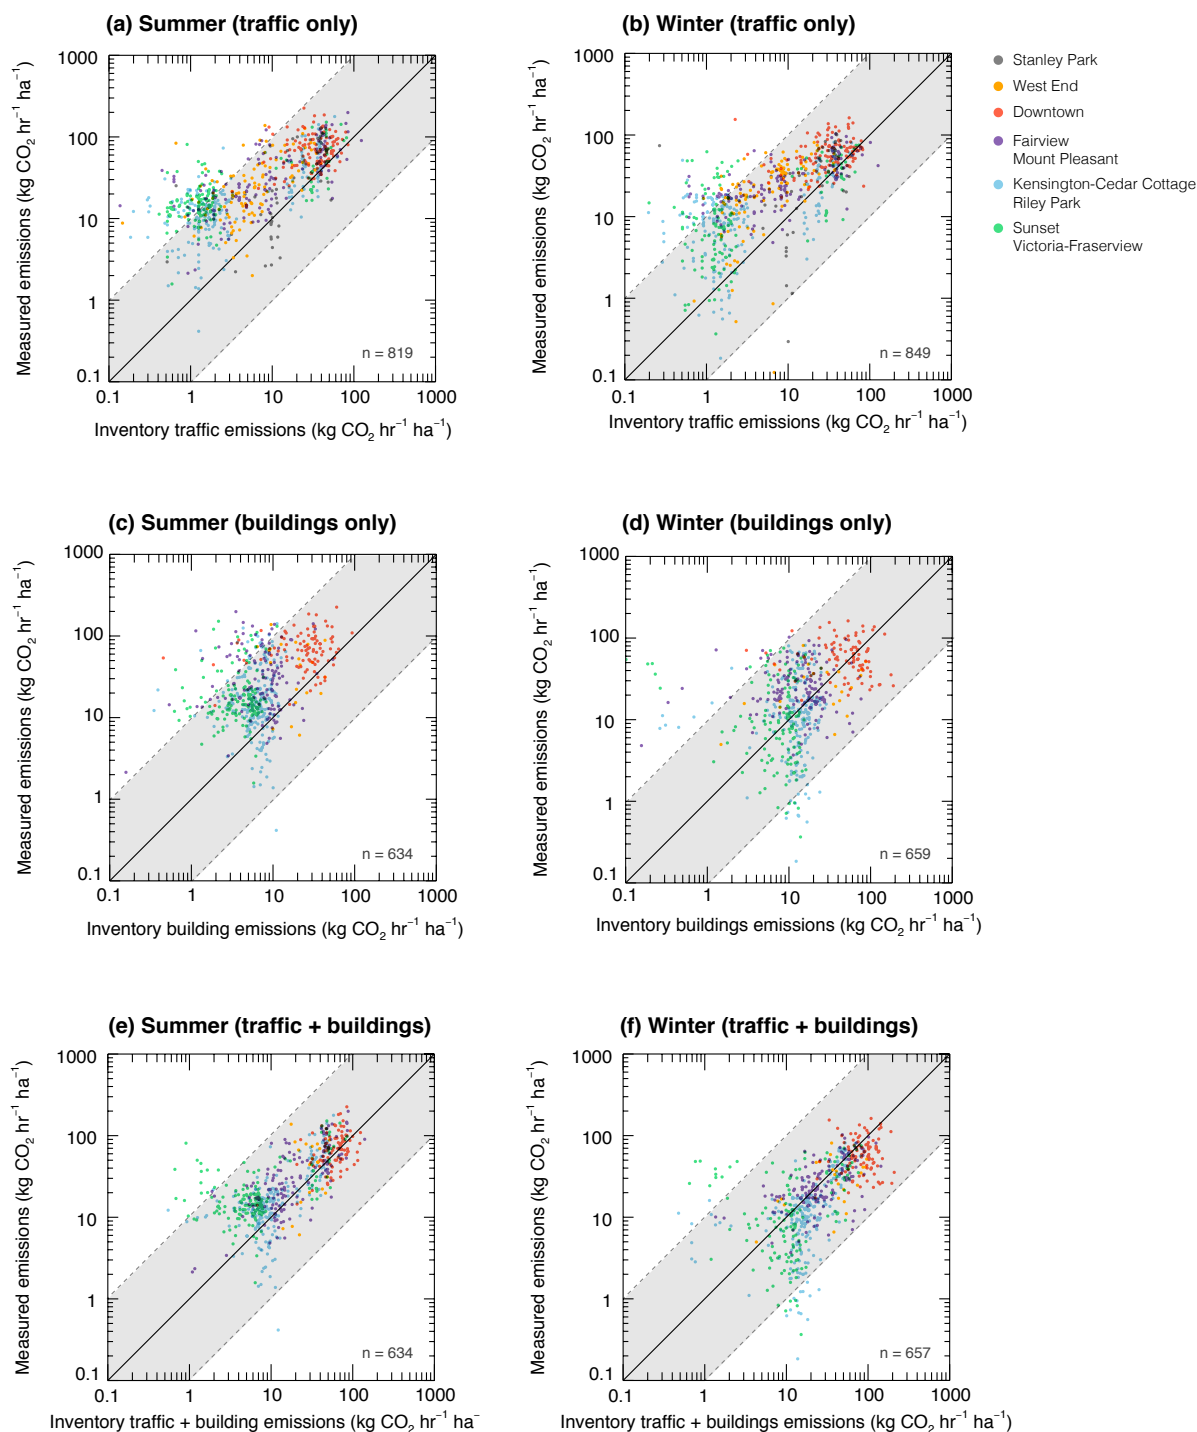 (a) Summer (traffic only)
1000
100
10
1
0.1
Measured emissions (kg CO₂ hr⁻¹ ha⁻¹)
n = 819
0.1 1 10 100 1000
Inventory traffic emissions (kg CO₂ hr⁻¹ ha⁻¹)
(b) Winter (traffic only)
1000
100
10
1
0.1
Measured emissions (kg CO₂ hr⁻¹ ha⁻¹)
n = 849
0.1 1 10 100 1000
Inventory traffic emissions (kg CO₂ hr⁻¹ ha⁻¹)
Stanley Park
West End
Downtown
Fairview
Mount Pleasant
Kensington-Cedar Cottage
Riley Park
Sunset
Victoria-Fraserview
(c) Summer (buildings only)
1000
100
10
1
0.1
Measured emissions (kg CO₂ hr⁻¹ ha⁻¹)
n = 634
0.1 1 10 100 1000
Inventory building emissions (kg CO₂ hr⁻¹ ha⁻¹)
(d) Winter (buildings only)
1000
100
10
1
0.1
Measured emissions (kg CO₂ hr⁻¹ ha⁻¹)
n = 659
0.1 1 10 100 1000
Inventory buildings emissions (kg CO₂ hr⁻¹ ha⁻¹)
(e) Summer (traffic + buildings)
1000
100
10
1
0.1
Measured emissions (kg CO₂ hr⁻¹ ha⁻¹)
n = 634
0.1 1 10 100 1000
Inventory traffic + building emissions (kg CO₂ hr⁻¹ ha⁻
(f) Winter (traffic + buildings)
1000
100
10
1
0.1
Measured emissions (kg CO₂ hr⁻¹ ha⁻¹)
n = 657
0.1 1 10 100 1000
Inventory traffic + buildings emissions (kg CO₂ hr⁻¹ ha⁻¹)